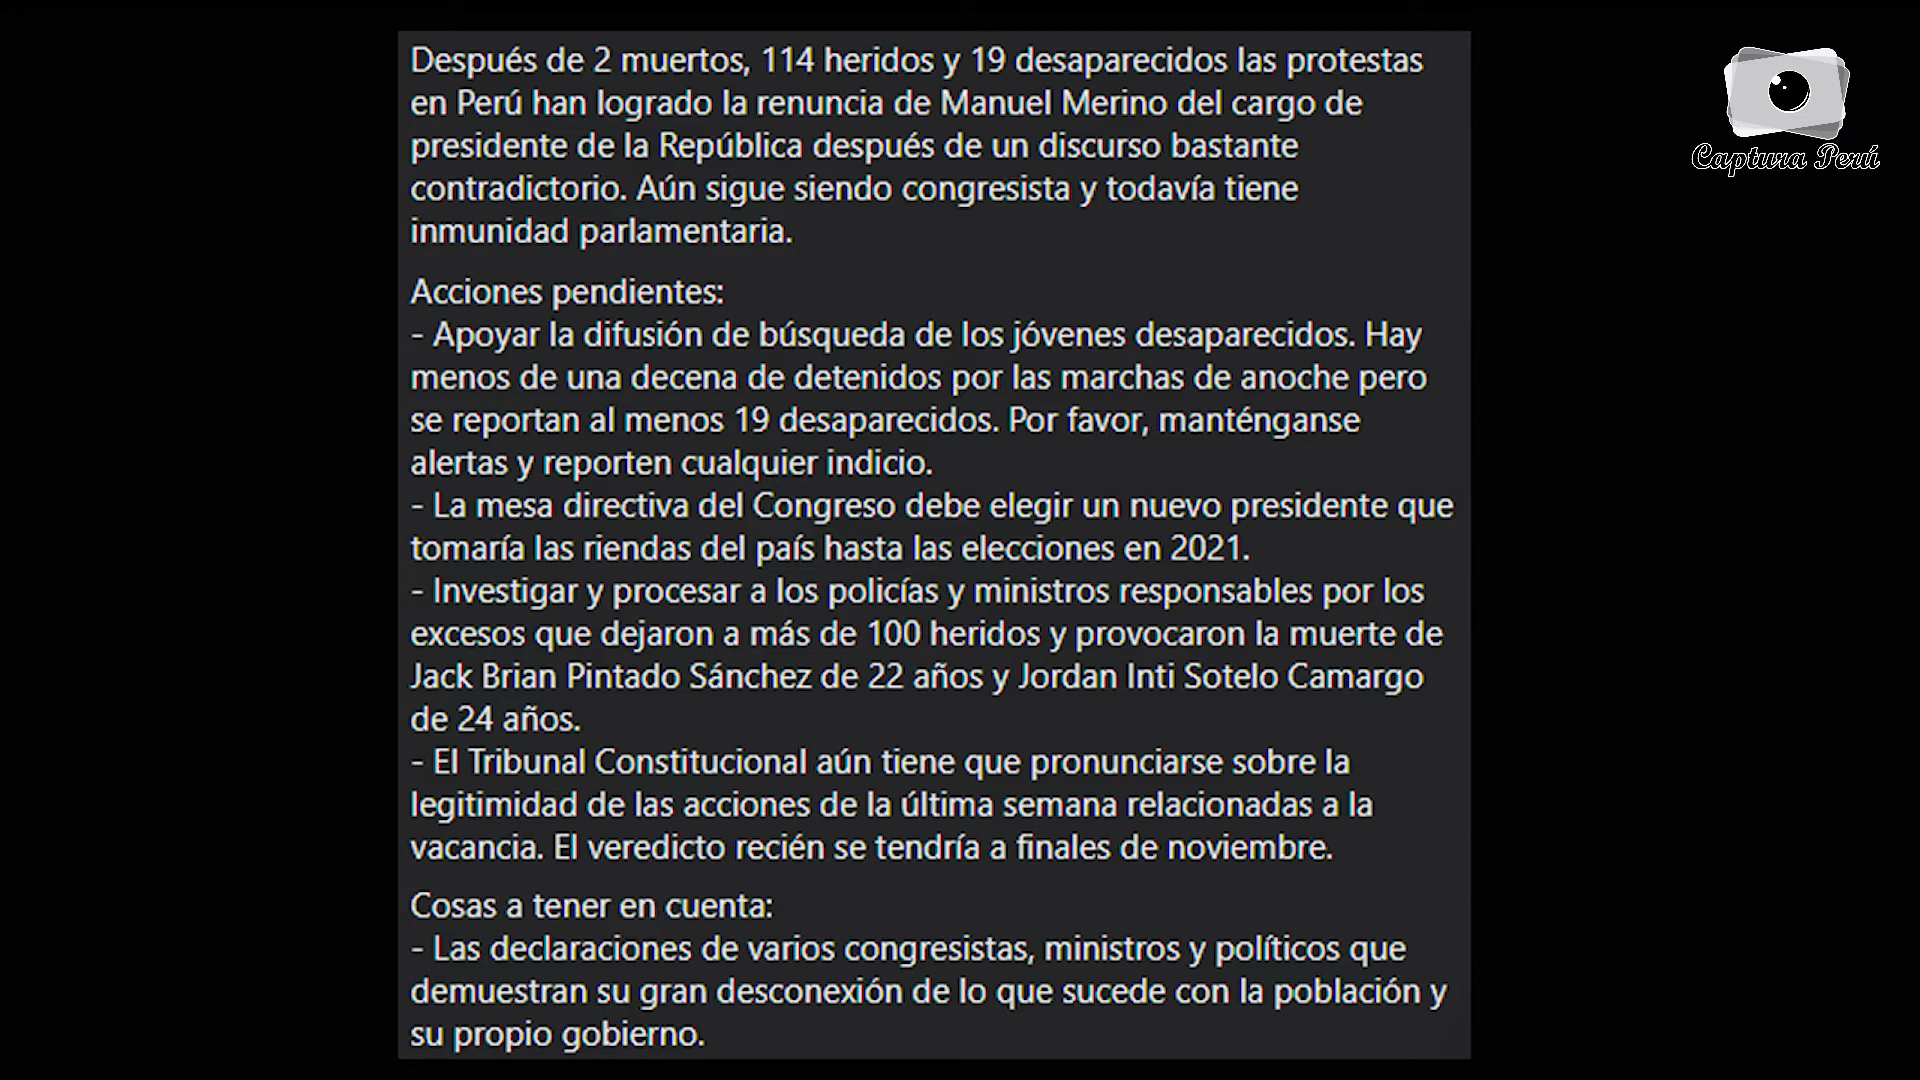 Después de 2 muertos, 114 heridos y 19 desaparecidos las protestas
en Perú han logrado la renuncia de Manuel Merino del cargo de
presidente de la República después de un discurso bastante
contradictorio. Aún sigue siendo congresista y todavía tiene
inmunidad parlamentaria.
Acciones pendientes:
- Apoyar la difusión de búsqueda de los jóvenes desaparecidos. Hay
menos de una decena de detenidos por las marchas de anoche pero
se reportan al menos 19 desaparecidos. Por favor, manténganse
alertas y reporten cualquier indicio.
- La mesa directiva del Congreso debe elegir un nuevo presidente que
tomaría las riendas del país hasta las elecciones en 2021.
- Investigar y procesar a los policías y ministros responsables por los
excesos que dejaron a más de 100 heridos y provocaron la muerte de
Jack Brian Pintado Sánchez de 22 años y Jordan Inti Sotelo Camargo
de 24 años.
- El Tribunal Constitucional aún tiene que pronunciarse sobre la
legitimidad de las acciones de la última semana relacionadas a la
vacancia. El veredicto recién se tendría a finales de noviembre.
Cosas a tener en cuenta:
- Las declaraciones de varios congresistas, ministros y políticos que
demuestran su gran desconexión de lo que sucede con la población y
su propio gobierno.
Captura Perú